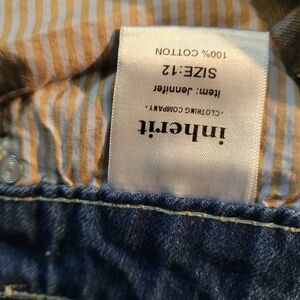 inherit
. CLOTHING COMPANY .
Item: Jennifer
SIZE:12
100% COTTON